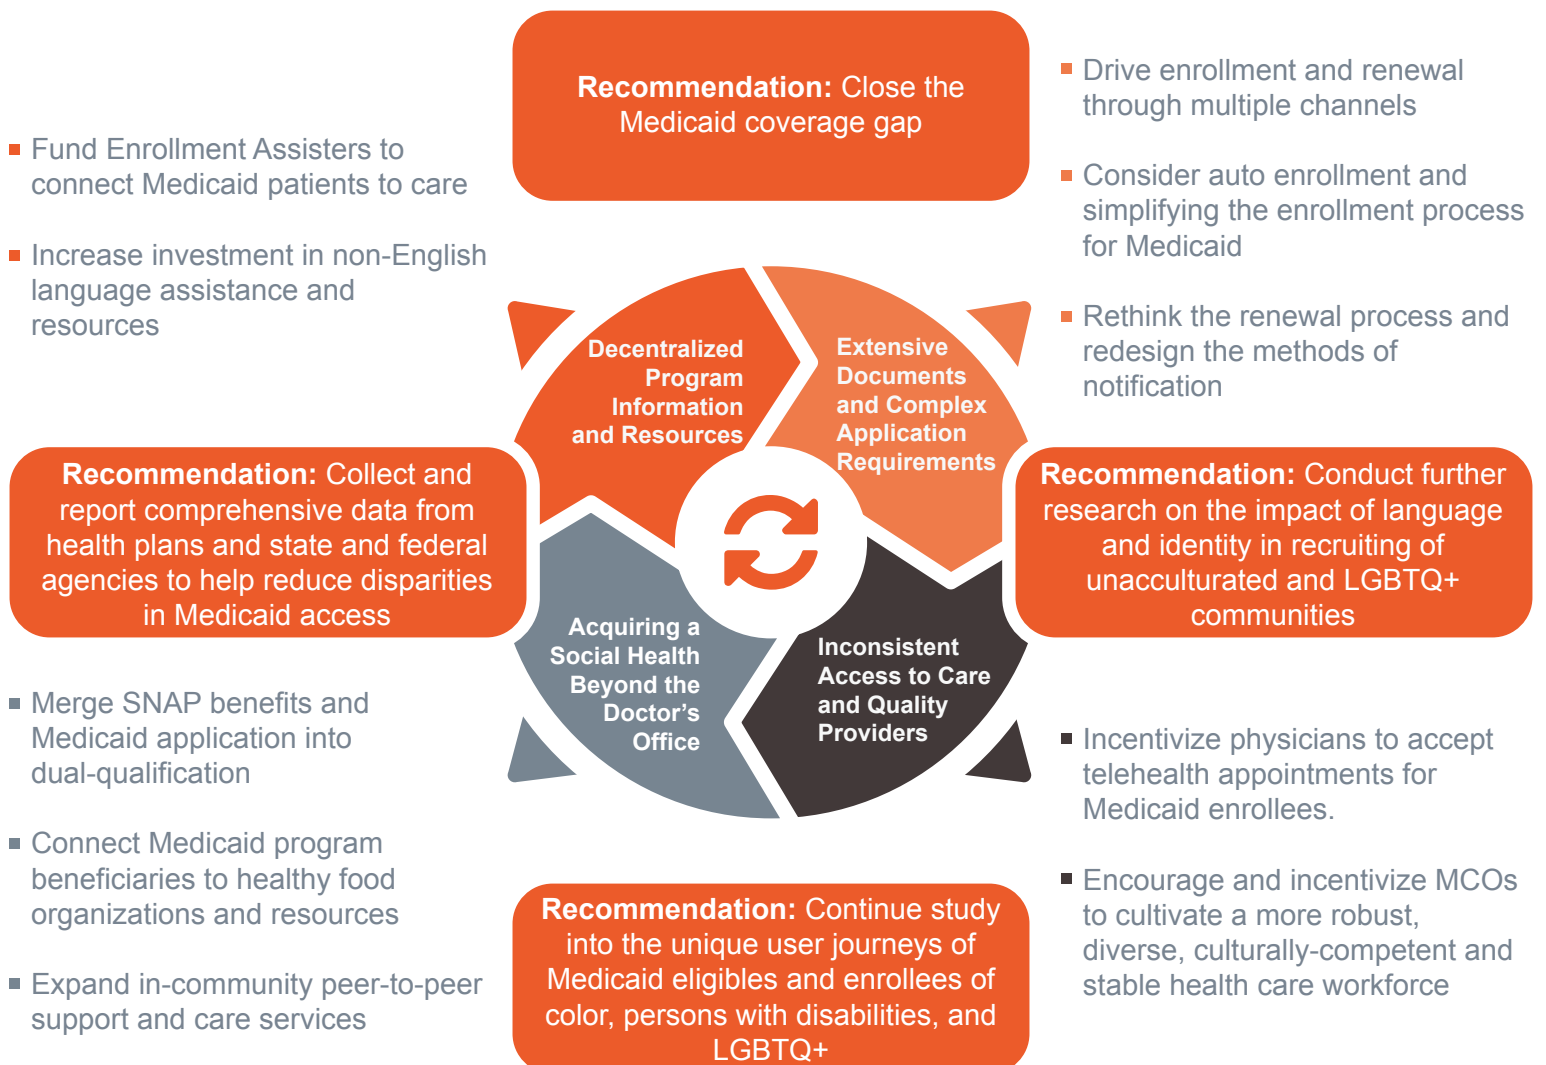 Recommendation: Close the
Medicaid coverage gap
Fund Enrollment Assisters to
connect Medicaid patients to care
Increase investment in non-English
language assistance and
resources
Drive enrollment and renewal
through multiple channels
Consider auto enrollment and
simplifying the enrollment process
for Medicaid
Rethink the renewal process and
redesign the methods of
notification
Decentralized
Program
Information
and Resources
Extensive
Documents
and Complex
Application
Requirements
Recommendation: Collect and
report comprehensive data from
health plans and state and federal
agencies to help reduce disparities
in Medicaid access
Recommendation: Conduct further
research on the impact of language
and identity in recruiting of
unacculturated and LGBTQ+
communities
Acquiring a
Social Health
Beyond the
Doctor's
Office
Inconsistent
Access to Care
and Quality
Providers
Merge SNAP benefits and
Medicaid application into
dual-qualification
Connect Medicaid program
beneficiaries to healthy food
organizations and resources
Expand in-community peer-to-peer
support and care services
Incentivize physicians to accept
telehealth appointments for
Medicaid enrollees.
Encourage and incentivize MCOs
to cultivate a more robust,
diverse, culturally-competent and
stable health care workforce
Recommendation: Continue study
into the unique user journeys of
Medicaid eligibles and enrollees of
color, persons with disabilities, and
LGBTQ+